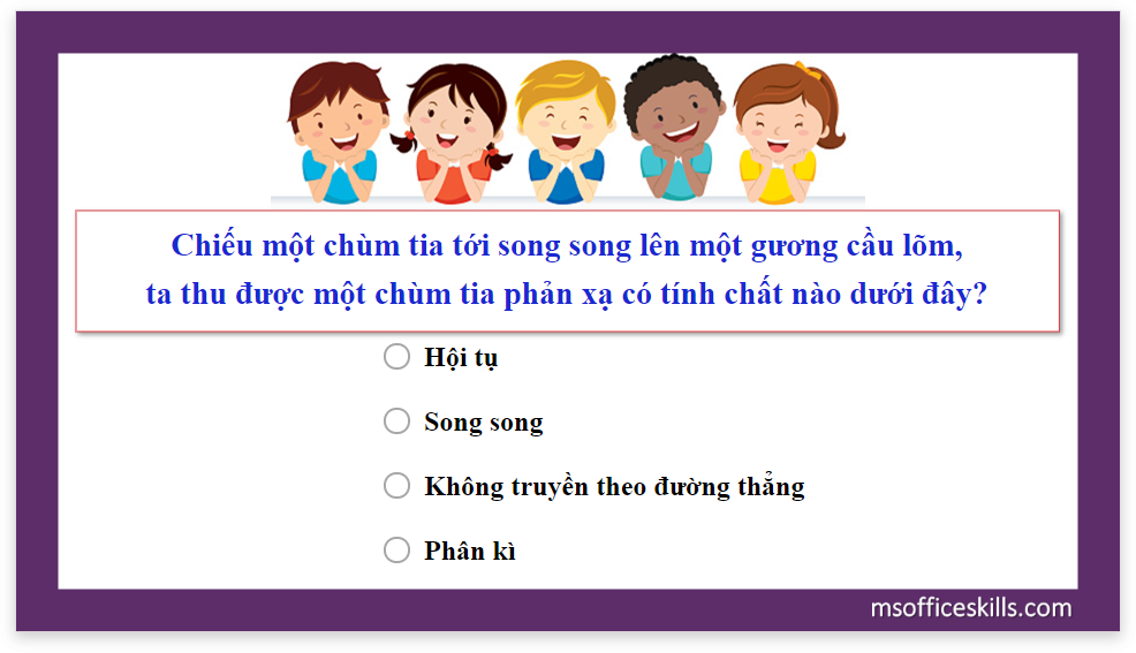 Chiếu một chùm tia tới song song lên một gương cầu lõm,
ta thu được một chùm tia phản xạ có tính chất nào dưới đây?
Hội tụ
Song song
Không truyền theo đường thẳng
Phân kì
msofficeskills.com